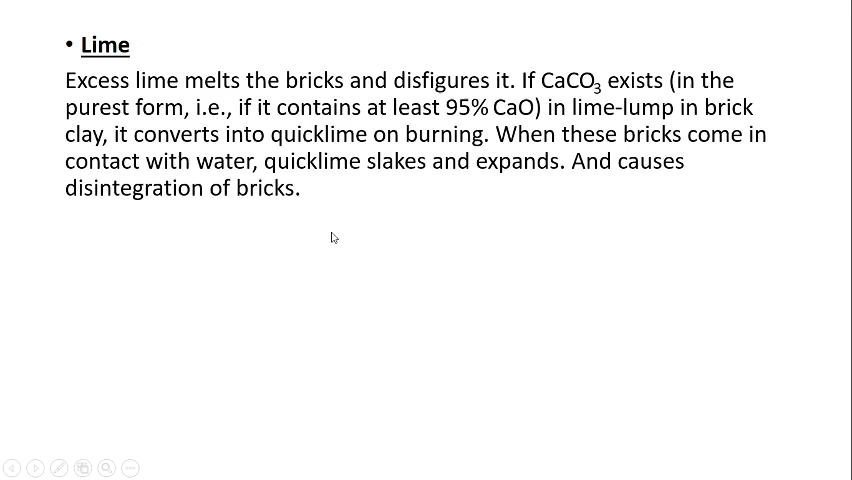 • Lime
Excess lime melts the bricks and disfigures it. If CaCO₃ exists (in the
purest form, i.e., if it contains at least 95% CaO) in lime-lump in brick
clay, it converts into quicklime on burning. When these bricks come in
contact with water, quicklime slakes and expands. And causes
disintegration of bricks.